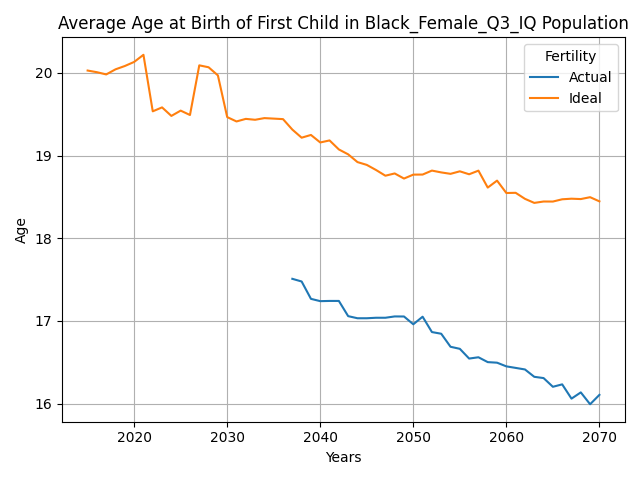 Average Age at Birth of First Child in Black_Female_Q3_IQ Population
Fertility
Actual
Ideal
20
19
18
17
16
Age
2020
2030
2040
2050
2060
2070
Years